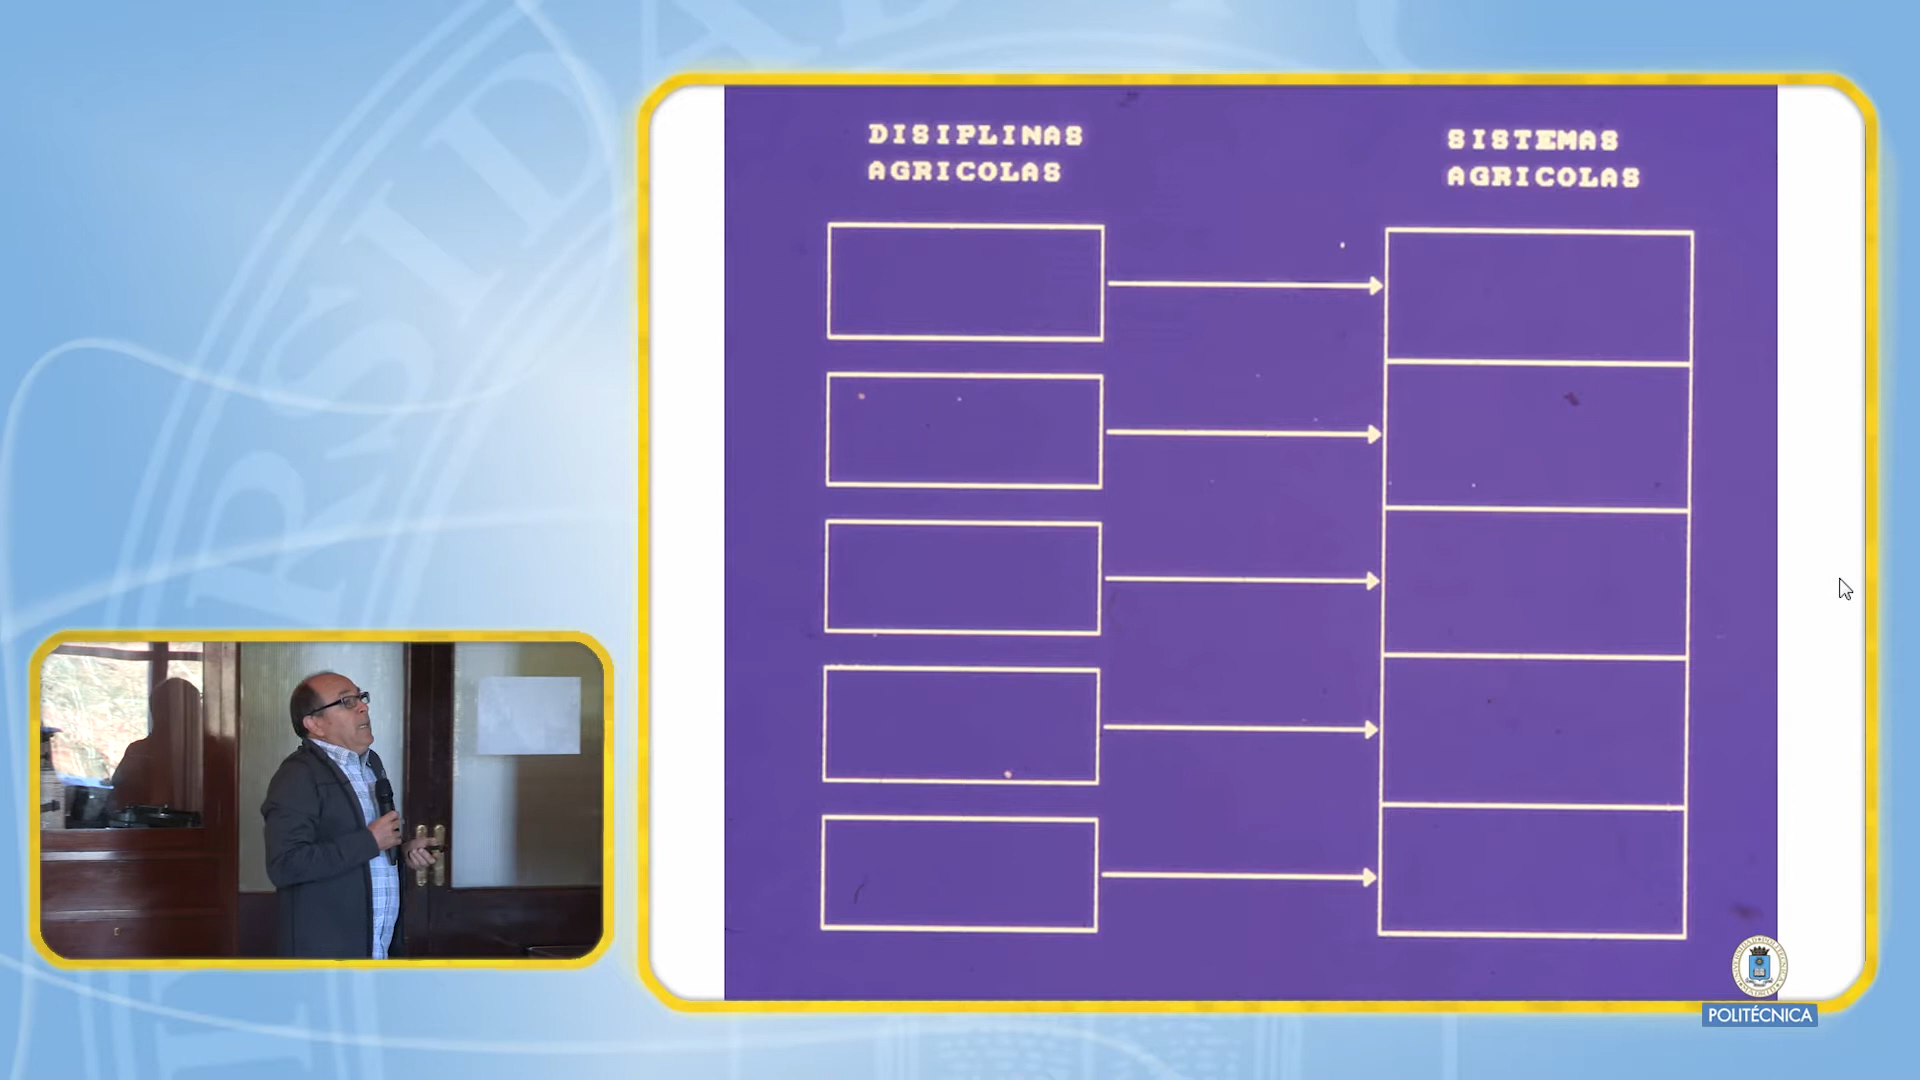 DISIPLINAS
AGRICOLAS
SISTEMAS
AGRICOLAS
POLITÉCNICA